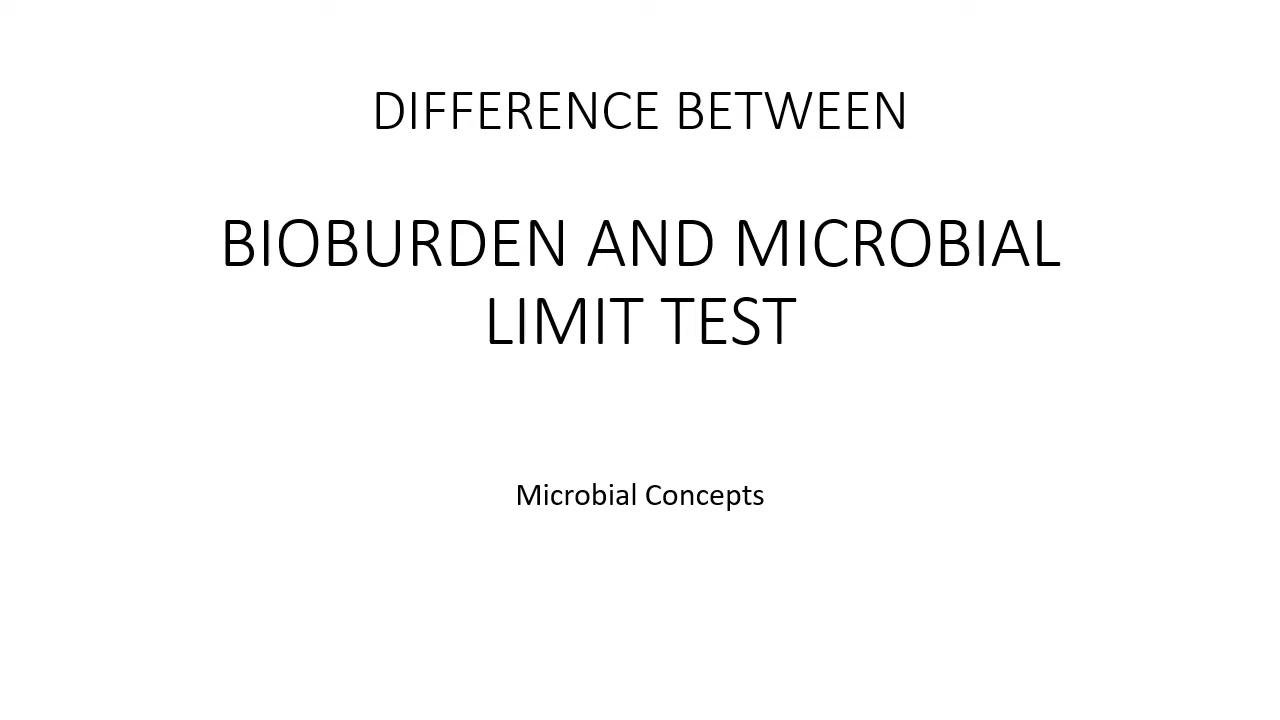 DIFFERENCE BETWEEN
BIOBURDEN AND MICROBIAL
LIMIT TEST
Microbial Concepts